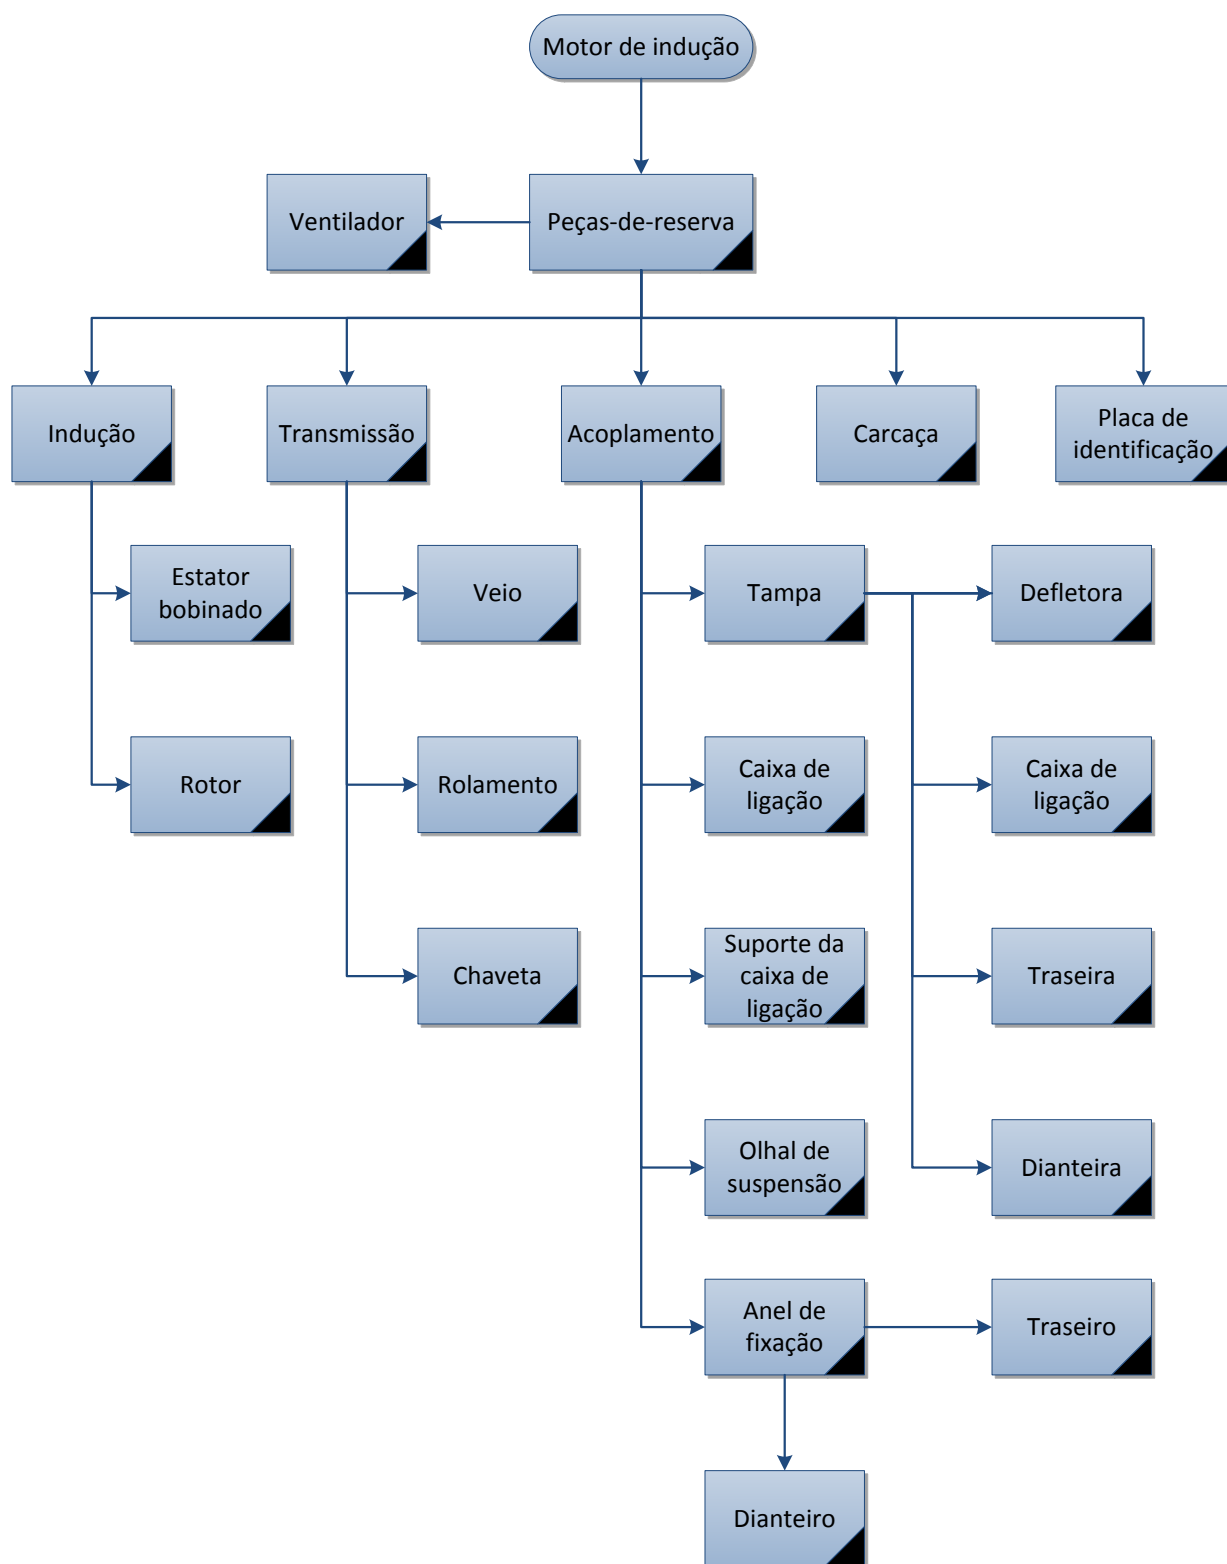 Motor de indução
Ventilador
Peças-de-reserva
Indução
Transmissão
Acoplamento
Carcaça
Placa de
identificação
Estator
bobinado
Veio
Tampa
Defletora
Rotor
Rolamento
Caixa de
ligação
Caixa de
ligação
Chaveta
Suporte da
caixa de
ligação
Traseira
Olhal de
suspensão
Dianteira
Anel de
fixação
Traseiro
Dianteiro